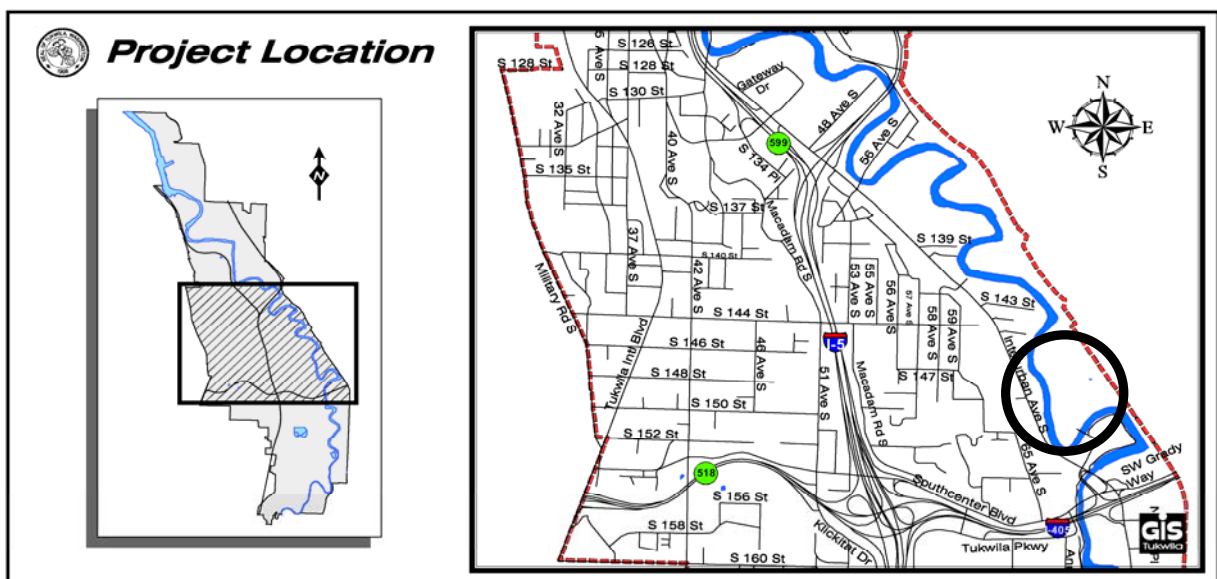 Project Location
N
N
W E
S
S 126 St
S 128 St
S 128 St
S 130 St
Gateway Dr
48 Ave S
56 Ave S
32 Ave S
40 Ave S
599
S 134 Pl
S 135 St
S 137 St
Macadam Rd S
37 Ave S
S 139 St
S 140 St
42 Ave S
Military Rd S
53 Ave S
55 Ave S
56 Ave S
57 Ave S
58 Ave S
59 Ave S
S 143 St
S 144 St
I-5
S 146 St
46 Ave S
S 147 St
Interurban Ave S
Tukwila Intl Blvd
S 148 St
51 Ave S
Macadam Rd S
S 150 St
S 152 St
65 Ave S
SW Grady Way
518
Southcenter Blvd
S 156 St
I-405
S 158 St
Klickitat Dr
Tukwila Pkwy
S 160 St
GIS
Tukwila